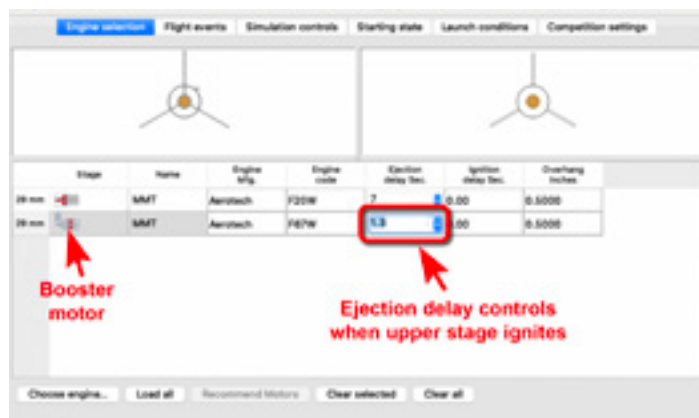 Engine selection Flight events Simulation controls Starting state Launch conditions Competition settings
Stage Name Engine Mfg. Engine code Ejection delay Sec. Ignition delay Sec. Overhang Inches
29 mm MMT Aerotech F20W 7 0.00 0.5000
29 mm MMT Aerotech F67W 1.3 0.00 0.5000
Booster
motor
Ejection delay controls
when upper stage ignites
Choose engine... Load all Recommend Motors Clear selected Clear all